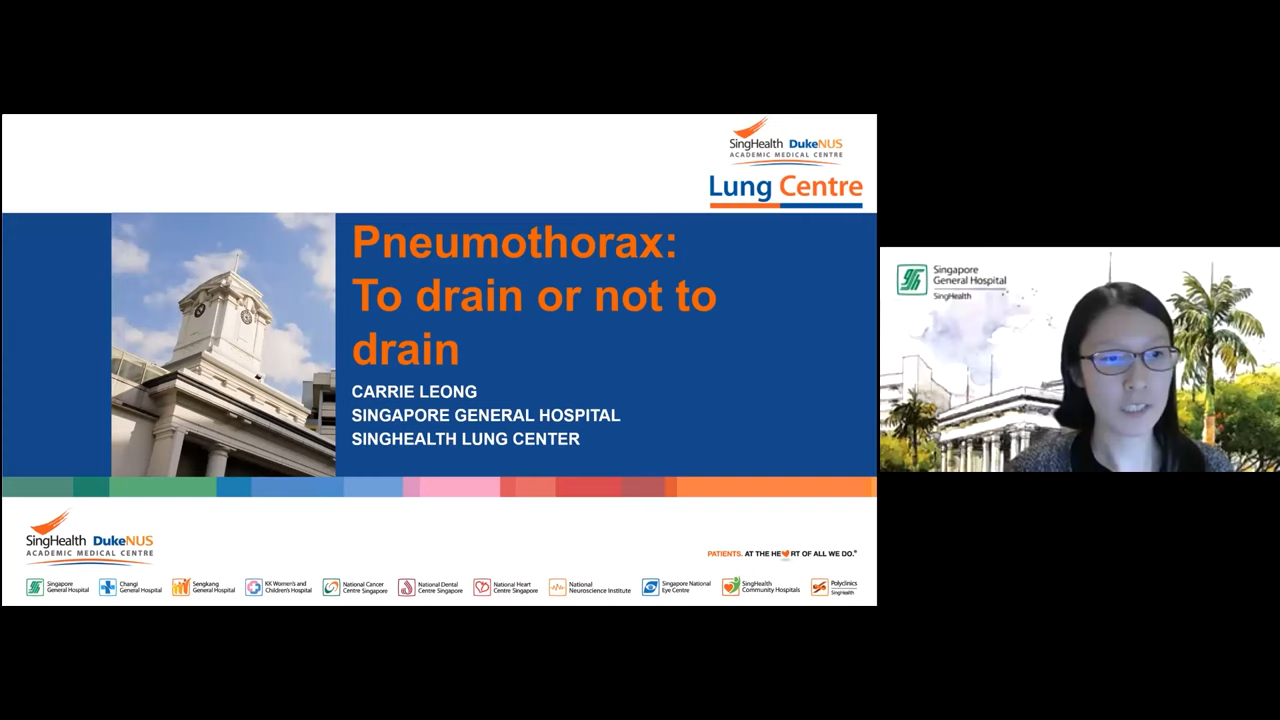 SingHealth DukeNUS
ACADEMIC MEDICAL CENTRE
Lung Centre
Pneumothorax:
To drain or not to
drain
CARRIE LEONG
SINGAPORE GENERAL HOSPITAL
SINGHEALTH LUNG CENTER
Singapore
General Hospital
SingHealth
SingHealth DukeNUS
ACADEMIC MEDICAL CENTRE
PATIENTS. AT THE HE RT OF ALL WE DO.®
Singapore
General Hospital
Changi
General Hospital
Sengkang
General Hospital
KK Women's and
Children's Hospital
National Cancer
Centre Singapore
National Dental
Centre Singapore
National Heart
Centre Singapore
National
Neuroscience Institute
Singapore National
Eye Centre
SingHealth
Community Hospitals
Polyclinics
SingHealth